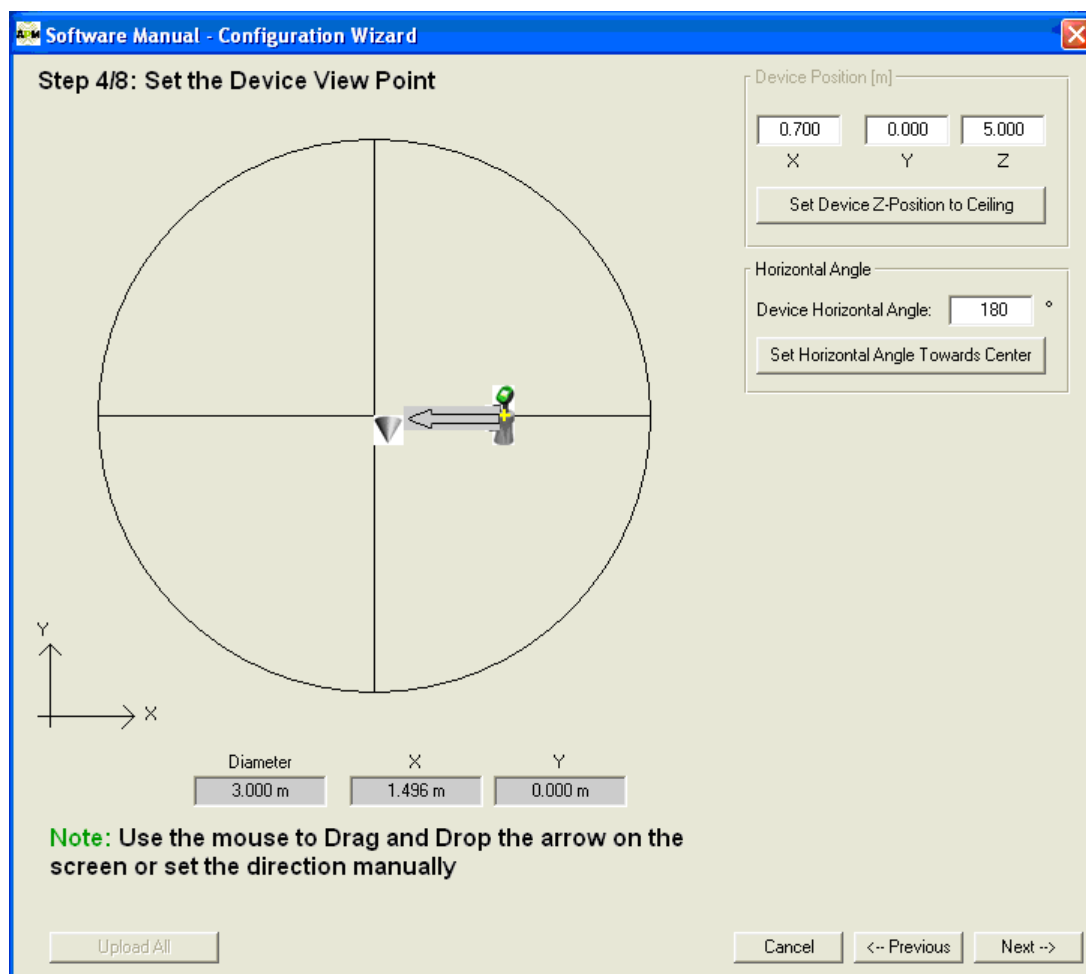 APM
Software Manual - Configuration Wizard
Step 4/8: Set the Device View Point
Device Position [m]
0.700 0.000 5.000
X Y Z
Set Device Z-Position to Ceiling
Horizontal Angle
Device Horizontal Angle: 180 °
Set Horizontal Angle Towards Center
Y
X
Diameter X Y
3.000 m 1.496 m 0.000 m
Note: Use the mouse to Drag and Drop the arrow on the
screen or set the direction manually
Upload All Cancel <-- Previous Next -->